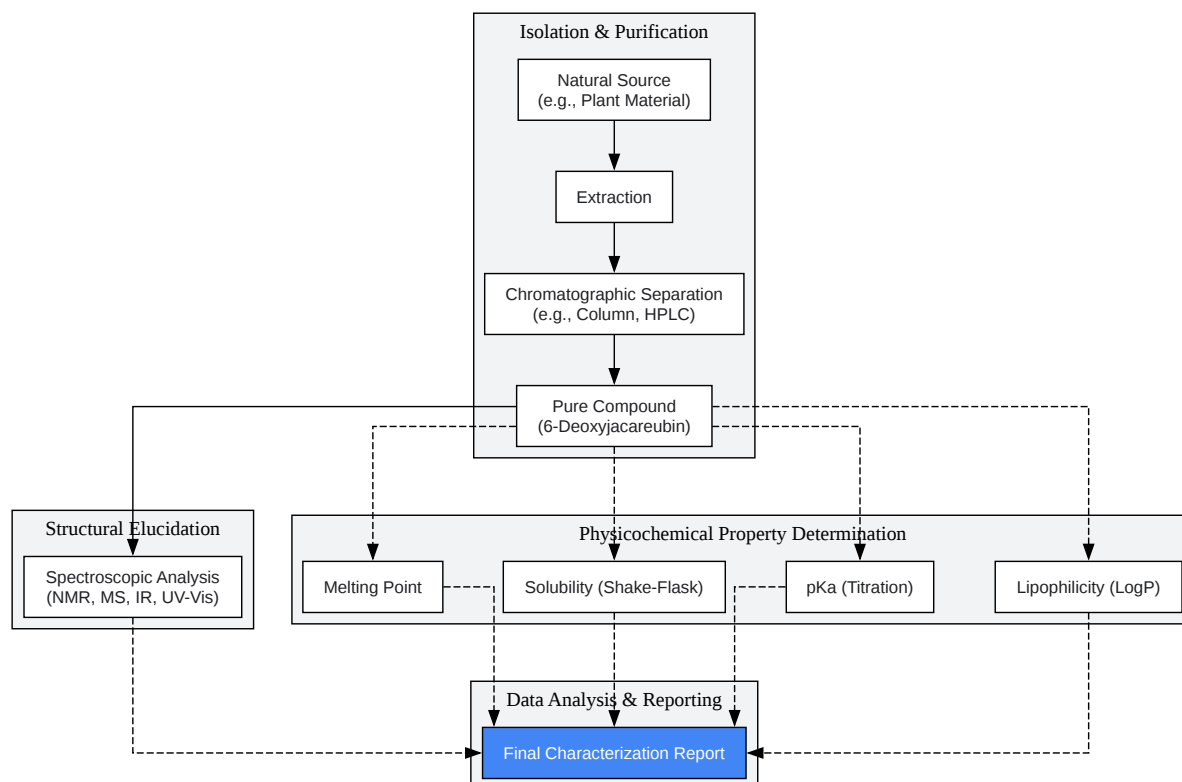 Isolation & Purification
Natural Source
(e.g., Plant Material)
Extraction
Chromatographic Separation
(e.g., Column, HPLC)
Pure Compound
(6-Deoxyjacareubin)
Structural Elucidation
Spectroscopic Analysis
(NMR, MS, IR, UV-Vis)
Physicochemical Property Determination
Melting Point
Solubility (Shake-Flask)
pKa (Titration)
Lipophilicity (LogP)
Data Analysis & Reporting
Final Characterization Report